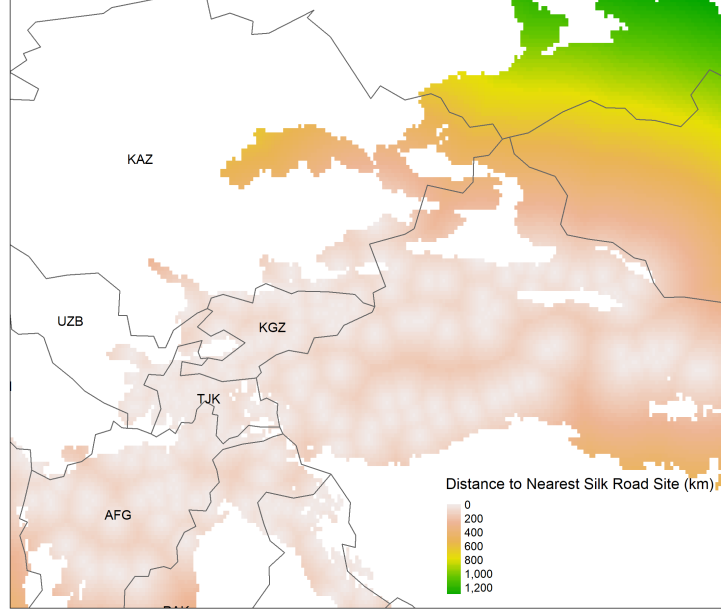 KAZ
UZB
KGZ
TJK
AFG
Distance to Nearest Silk Road Site (km)
0
200
400
600
800
1,000
1,200